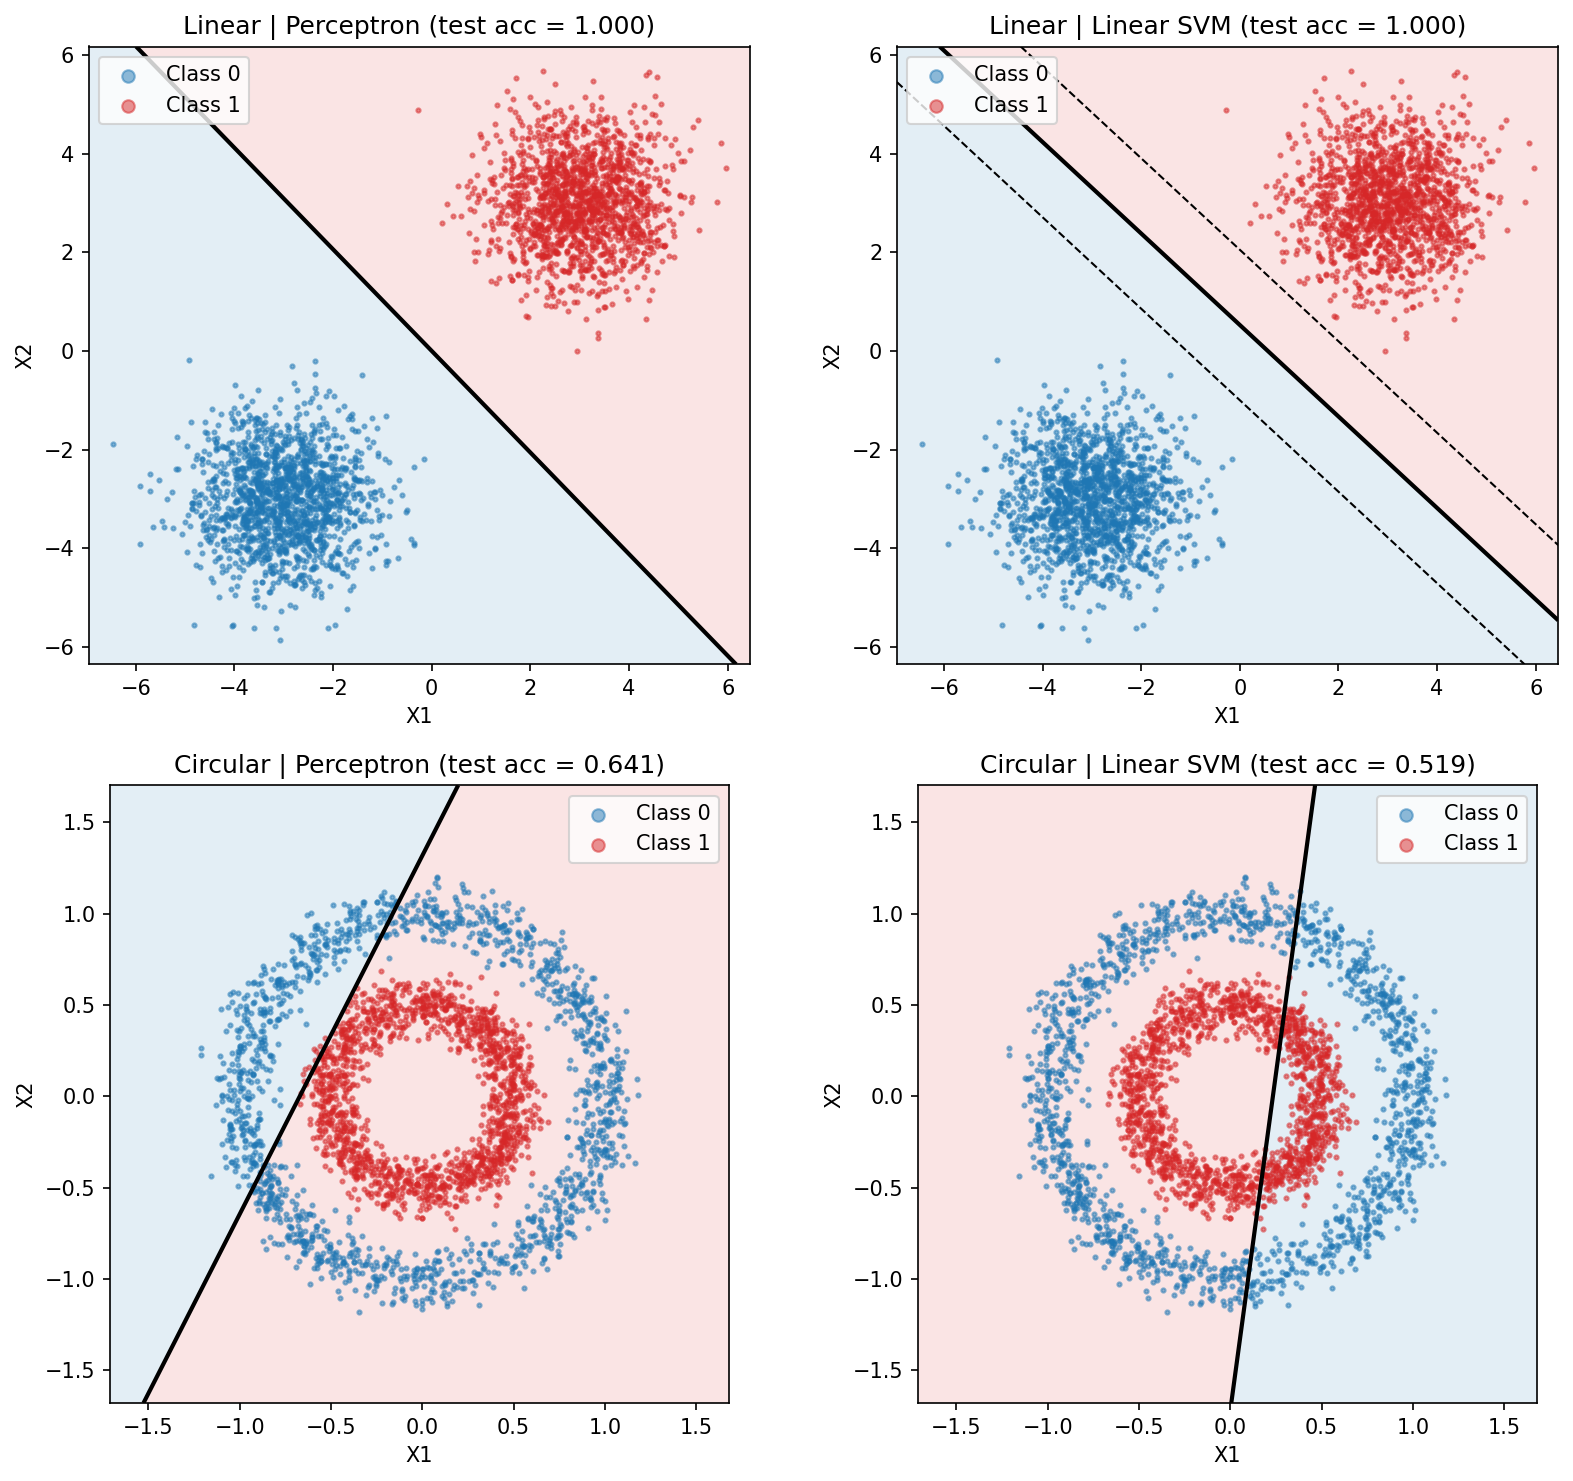 Linear | Perceptron (test acc = 1.000)
Class 0
Class 1
6
4
2
0
−2
−4
−6
X2
−6 −4 −2 0 2 4 6
X1
Linear | Linear SVM (test acc = 1.000)
Class 0
Class 1
6
4
2
0
−2
−4
−6
X2
−6 −4 −2 0 2 4 6
X1
Circular | Perceptron (test acc = 0.641)
Class 0
Class 1
1.5
1.0
0.5
0.0
−0.5
−1.0
−1.5
X2
−1.5 −1.0 −0.5 0.0 0.5 1.0 1.5
X1
Circular | Linear SVM (test acc = 0.519)
Class 0
Class 1
1.5
1.0
0.5
0.0
−0.5
−1.0
−1.5
X2
−1.5 −1.0 −0.5 0.0 0.5 1.0 1.5
X1